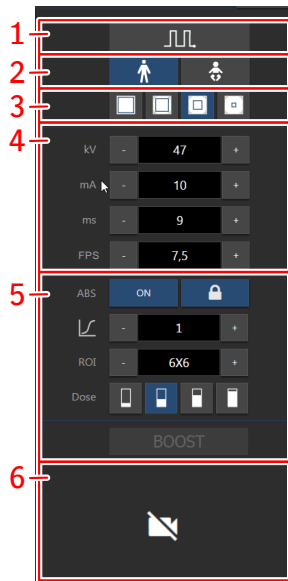 1
2
3
4
kV - 47 +
mA - 10 +
ms - 9 +
FPS - 7,5 +
5
ABS ON
- 1 +
ROI - 6X6 +
Dose
BOOST
6